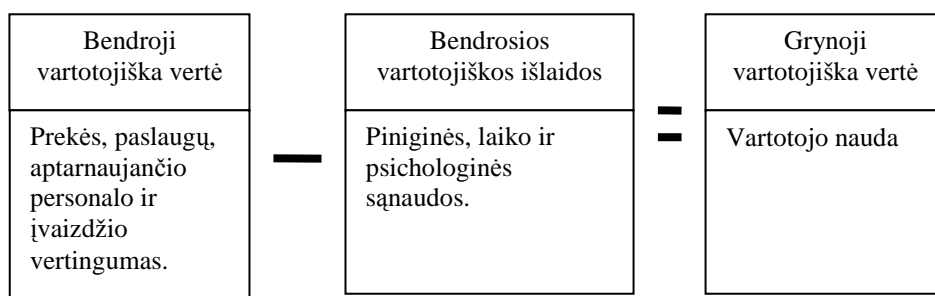 Bendroji
vartotojiška vertė
Prekės, paslaugų,
aptarnaujančio
personalo ir
įvaizdžio
vertingumas.
Bendrosios
vartotojiškos išlaidos
Piniginės, laiko ir
psichologinės
sąnaudos.
Grynoji
vartotojiška vertė
Vartotojo nauda